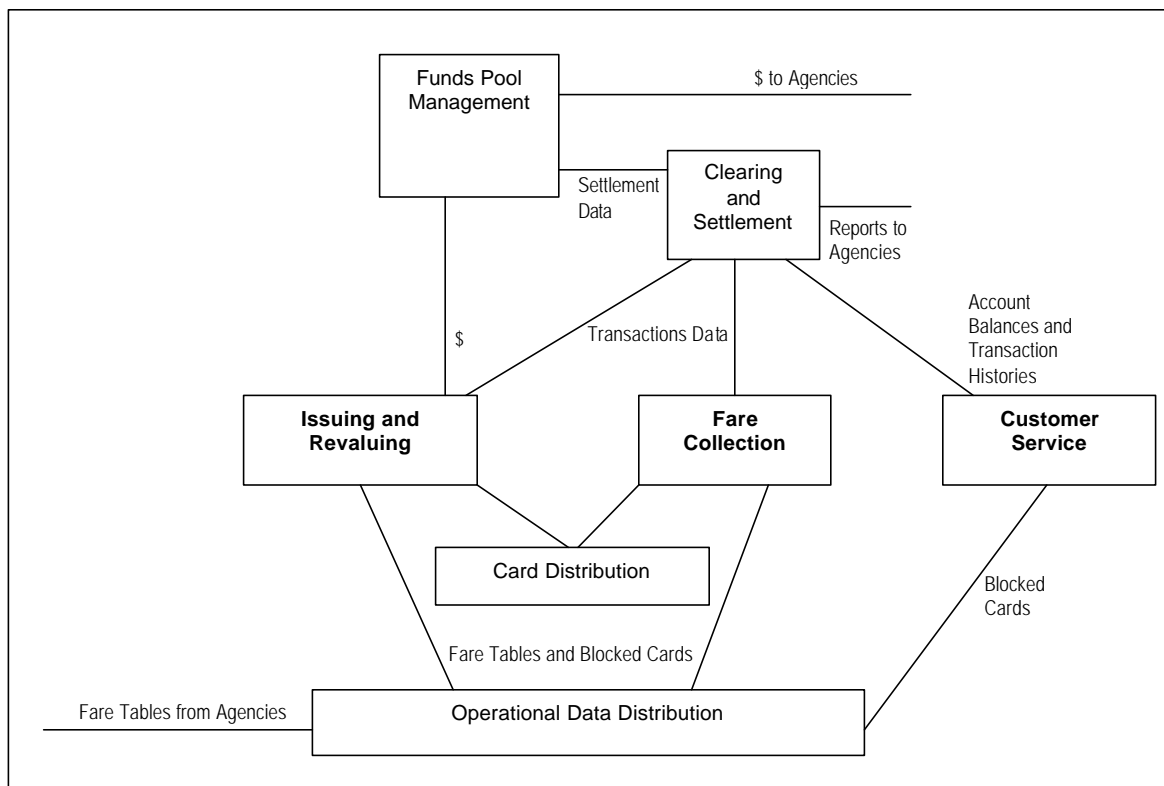 Funds Pool
Management
$ to Agencies
Settlement
Data
Clearing
and
Settlement
Reports to
Agencies
Account
Balances and
Transaction
Histories
$
Transactions Data
Issuing and
Revaluing
Fare
Collection
Customer
Service
Card Distribution
Blocked
Cards
Fare Tables and Blocked Cards
Fare Tables from Agencies
Operational Data Distribution